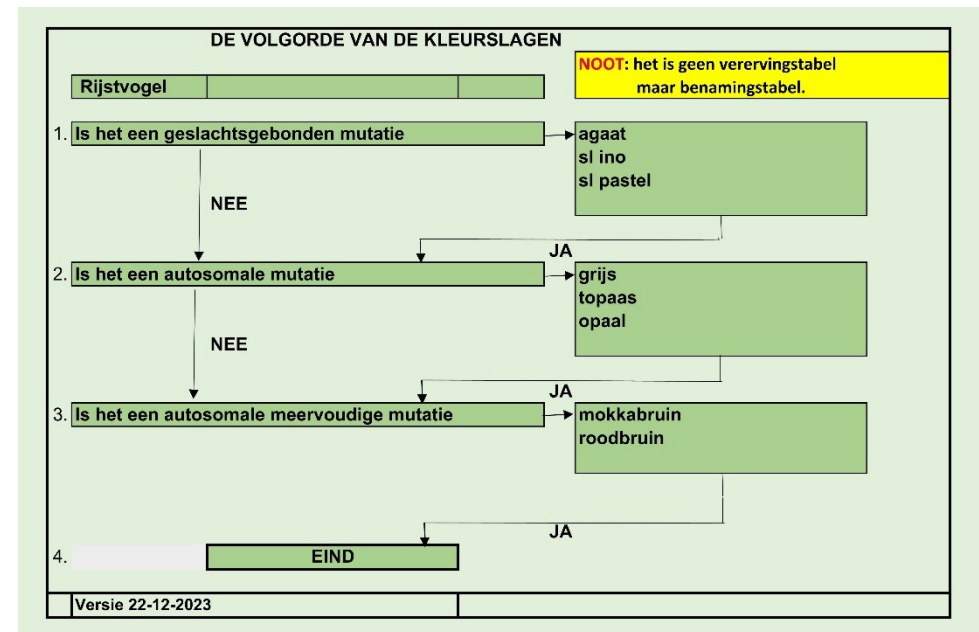 DE VOLGORDE VAN DE KLEURSLAGEN
NOOT: het is geen verervingstabel
maar benamingstabel.
Rijstvogel
1. Is het een geslachtsgebonden mutatie
agaat
sl ino
sl pastel
NEE
JA
2. Is het een autosomale mutatie
grijs
topaas
opaal
NEE
JA
3. Is het een autosomale meervoudige mutatie
mokkabruin
roodbruin
JA
4. EIND
Versie 22-12-2023